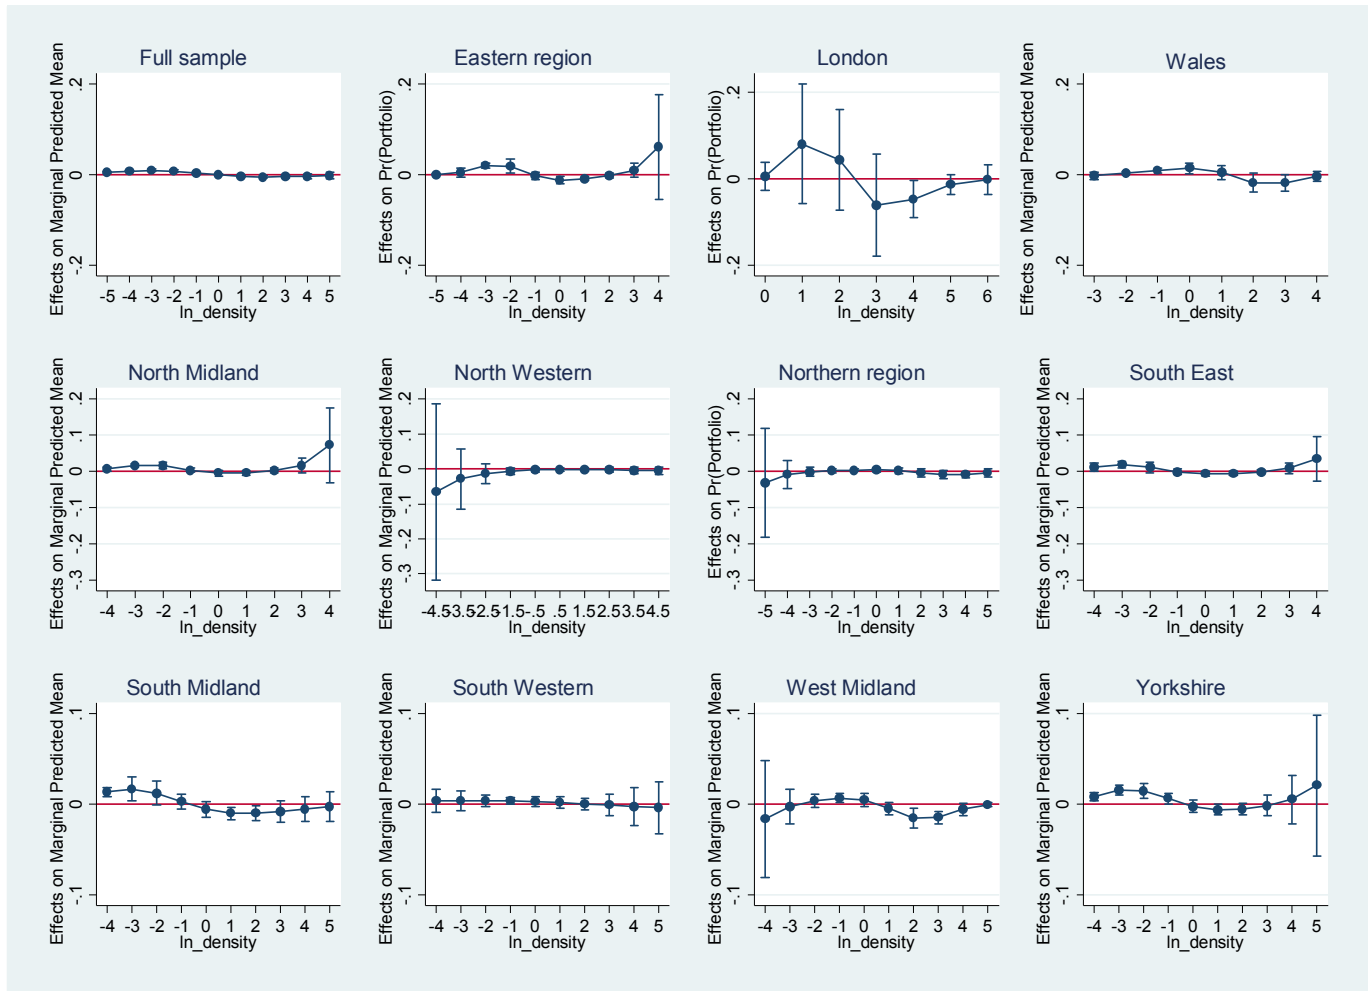 Full sample
Effects on Marginal Predicted Mean
.2
0
-.2
-5 -4 -3 -2 -1 0 1 2 3 4 5
ln_density
Eastern region
Effects on Pr(Portfolio)
.2
0
-.2
-5 -4 -3 -2 -1 0 1 2 3 4
ln_density
London
Effects on Pr(Portfolio)
.2
0
-.2
0 1 2 3 4 5 6
ln_density
Wales
Effects on Marginal Predicted Mean
.2
0
-.2
-3 -2 -1 0 1 2 3 4
ln_density
North Midland
Effects on Marginal Predicted Mean
.2
.1
0
-.1
-.2
-.3
-4 -3 -2 -1 0 1 2 3 4
ln_density
North Western
Effects on Marginal Predicted Mean
.2
.1
0
-.1
-.2
-.3
-4.5 -3.5 -2.5 -1.5 -.5 .5 1.5 2.5 3.5 4.5
ln_density
Northern region
Effects on Pr(Portfolio)
.2
.1
0
-.1
-.2
-.3
-5 -4 -3 -2 -1 0 1 2 3 4 5
ln_density
South East
Effects on Marginal Predicted Mean
.2
.1
0
-.1
-.2
-.3
-4 -3 -2 -1 0 1 2 3 4
ln_density
South Midland
Effects on Marginal Predicted Mean
.1
0
-.1
-4 -3 -2 -1 0 1 2 3 4 5
ln_density
South Western
Effects on Marginal Predicted Mean
.1
0
-.1
-4 -3 -2 -1 0 1 2 3 4 5
ln_density
West Midland
Effects on Marginal Predicted Mean
.1
0
-.1
-4 -3 -2 -1 0 1 2 3 4 5
ln_density
Yorkshire
Effects on Marginal Predicted Mean
.1
0
-.1
-4 -3 -2 -1 0 1 2 3 4 5
ln_density